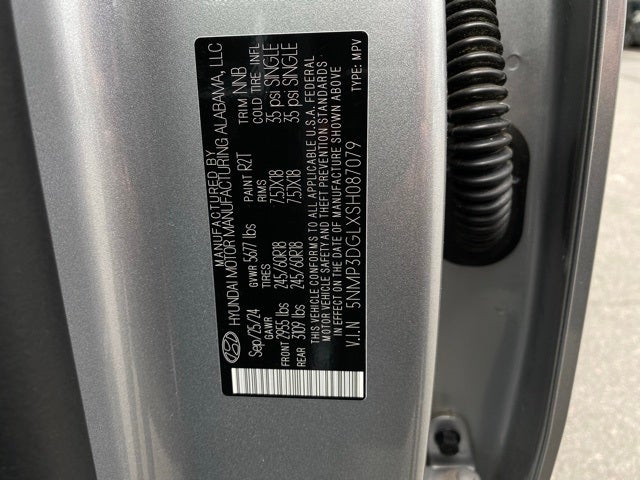 MANUFACTURED BY
HYUNDAI MOTOR MANUFACTURING ALABAMA, LLC
Sep/25/24 GVWR 5677 lbs PAINT R2T TRIM NNB
GAWR TIRES RIMS COLD TIRE INFL
FRONT 2955 lbs 245/60R18 7.5JX18 35 psi SINGLE
REAR 3109 lbs 245/60R18 7.5JX18 35 psi SINGLE
THIS VEHICLE CONFORMS TO ALL APPLICABLE U.S.A. FEDERAL
MOTOR VEHICLE SAFETY AND THEFT PREVENTION STANDARDS
IN EFFECT ON THE DATE OF MANUFACTURE SHOWN ABOVE
V.I.N 5NMP3DGLXSH087079 TYPE: MPV